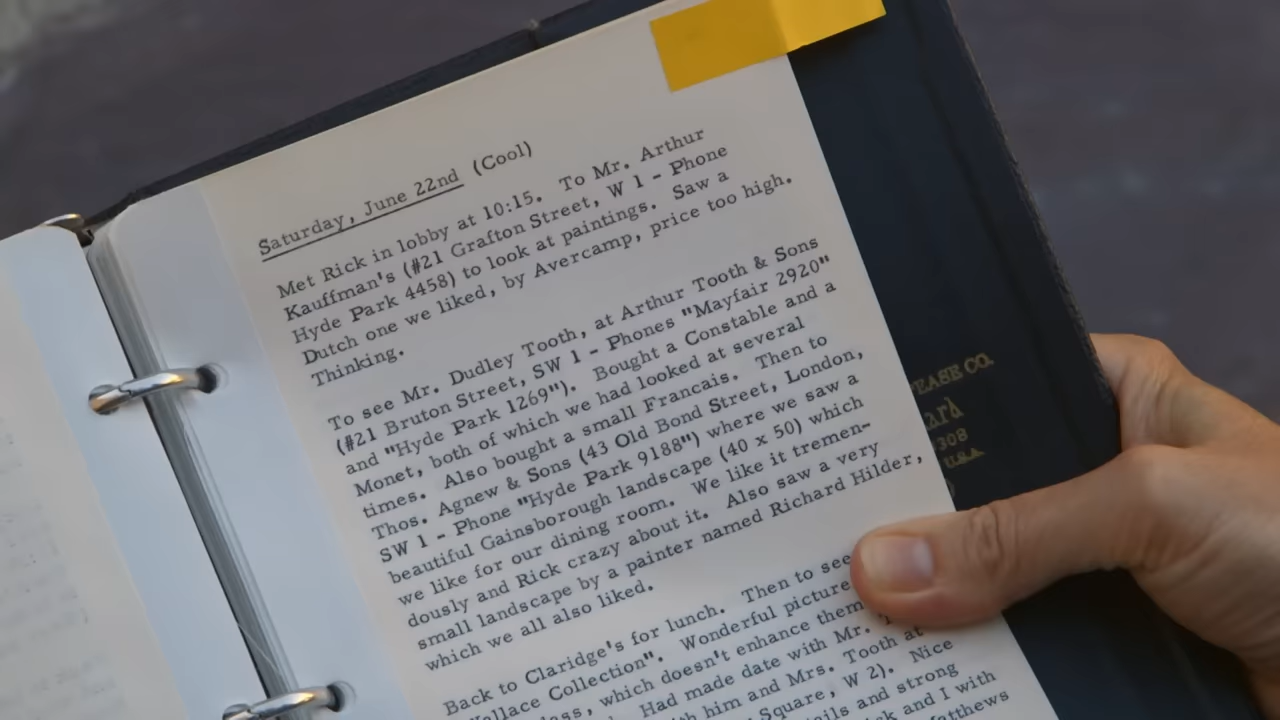 Saturday, June 22nd (Cool)
Met Rick in lobby at 10:15. To Mr. Arthur
Kauffman's (#21 Grafton Street, W 1 - Phone
Hyde Park 4458) to look at paintings. Saw a
Dutch one we liked, by Avercamp, price too high.
Thinking.
To see Mr. Dudley Tooth, at Arthur Tooth & Sons
(#21 Bruton Street, SW 1 - Phones "Mayfair 2920"
and "Hyde Park 1269"). Bought a Constable and a
Monet, both of which we had looked at several
times. Also bought a small Francais. Then to
Thos. Agnew & Sons (43 Old Bond Street, London,
SW 1 - Phone "Hyde Park 9188") where we saw a
beautiful Gainsborough landscape (40 x 50) which
we like for our dining room. We like it tremen-
dously and Rick crazy about it. Also saw a very
small landscape by a painter named Richard Hilder,
which we all also liked.
Back to Claridge's for lunch. Then to see
Collection". Wonderful picture
which doesn't enhance them
Had made date with Mr.
him and Mrs. Tooth at
Square, W 2). Nice
and strong
and I with
EASE CO.
308
U.S.A.